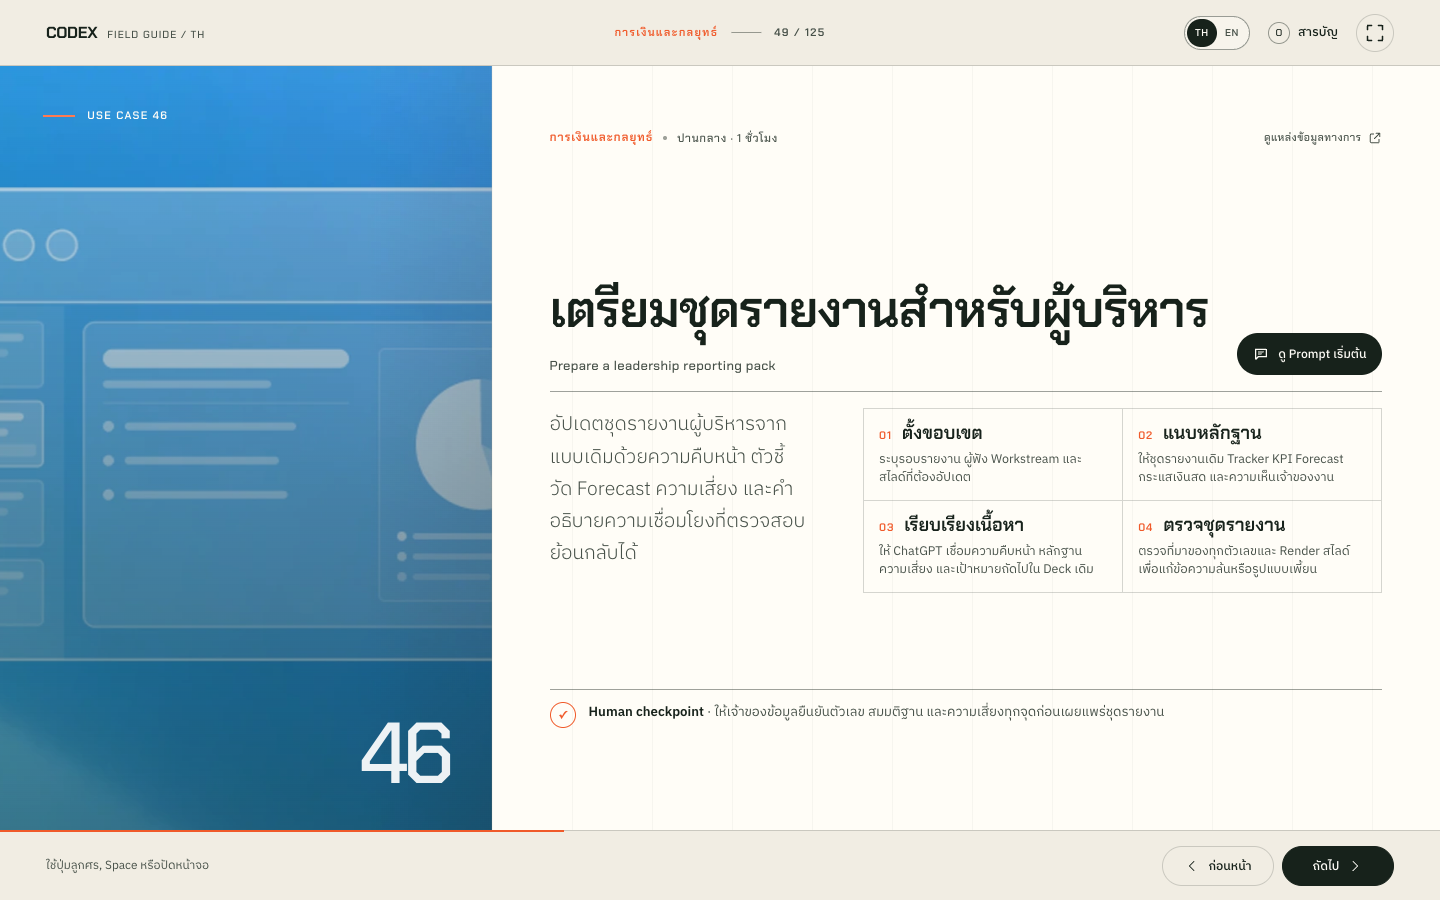 CODEX FIELD GUIDE / TH
การเงินและกลยุทธ์ 49 / 125
TH EN
สารบัญ
USE CASE 46
การเงินและกลยุทธ์ • ปานกลาง · 1 ชั่วโมง
ดูแหล่งข้อมูลทางการ
เตรียมชุดรายงานสำหรับผู้บริหาร
Prepare a leadership reporting pack
ดู Prompt เริ่มต้น
อัปเดตชุดรายงานผู้บริหารจาก
แบบเดิมด้วยความคืบหน้า ตัวชี้
วัด Forecast ความเสี่ยง และคำ
อธิบายความเชื่อมโยงที่ตรวจสอบ
ย้อนกลับได้
01 ตั้งขอบเขต
ระบุรอบรายงาน ผู้ฟัง Workstream และ
สไลด์ที่ต้องอัปเดต
02 แนบหลักฐาน
ให้ชุดรายงานเดิม Tracker KPI Forecast
กระแสเงินสด และความเห็นเจ้าของงาน
03 เรียบเรียงเนื้อหา
ให้ ChatGPT เชื่อมความคืบหน้า หลักฐาน
ความเสี่ยง และเป้าหมายถัดไปใน Deck เดิม
04 ตรวจชุดรายงาน
ตรวจที่มาของทุกตัวเลขและ Render สไลด์
เพื่อแก้ข้อความล้นหรือรูปแบบเพี้ยน
✓ Human checkpoint · ให้เจ้าของข้อมูลยืนยันตัวเลข สมมติฐาน และความเสี่ยงทุกจุดก่อนเผยแพร่ชุดรายงาน
46
ใช้ปุ่มลูกศร, Space หรือปัดหน้าจอ
ก่อนหน้า
ถัดไป